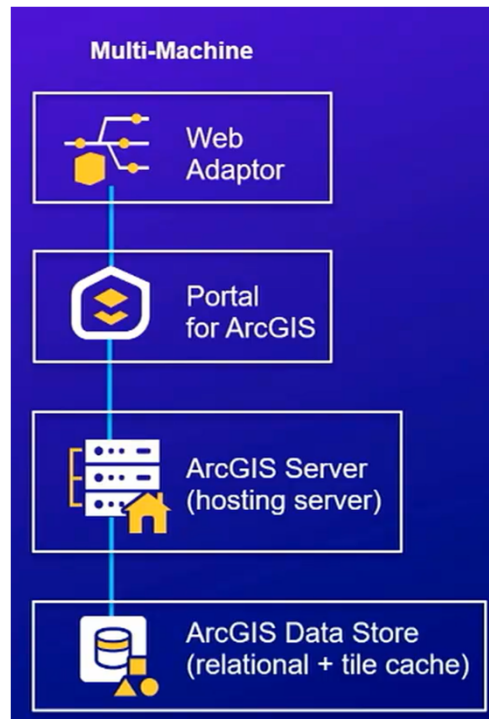 Multi-Machine
Web
Adaptor
Portal
for ArcGIS
ArcGIS Server
(hosting server)
ArcGIS Data Store
(relational + tile cache)